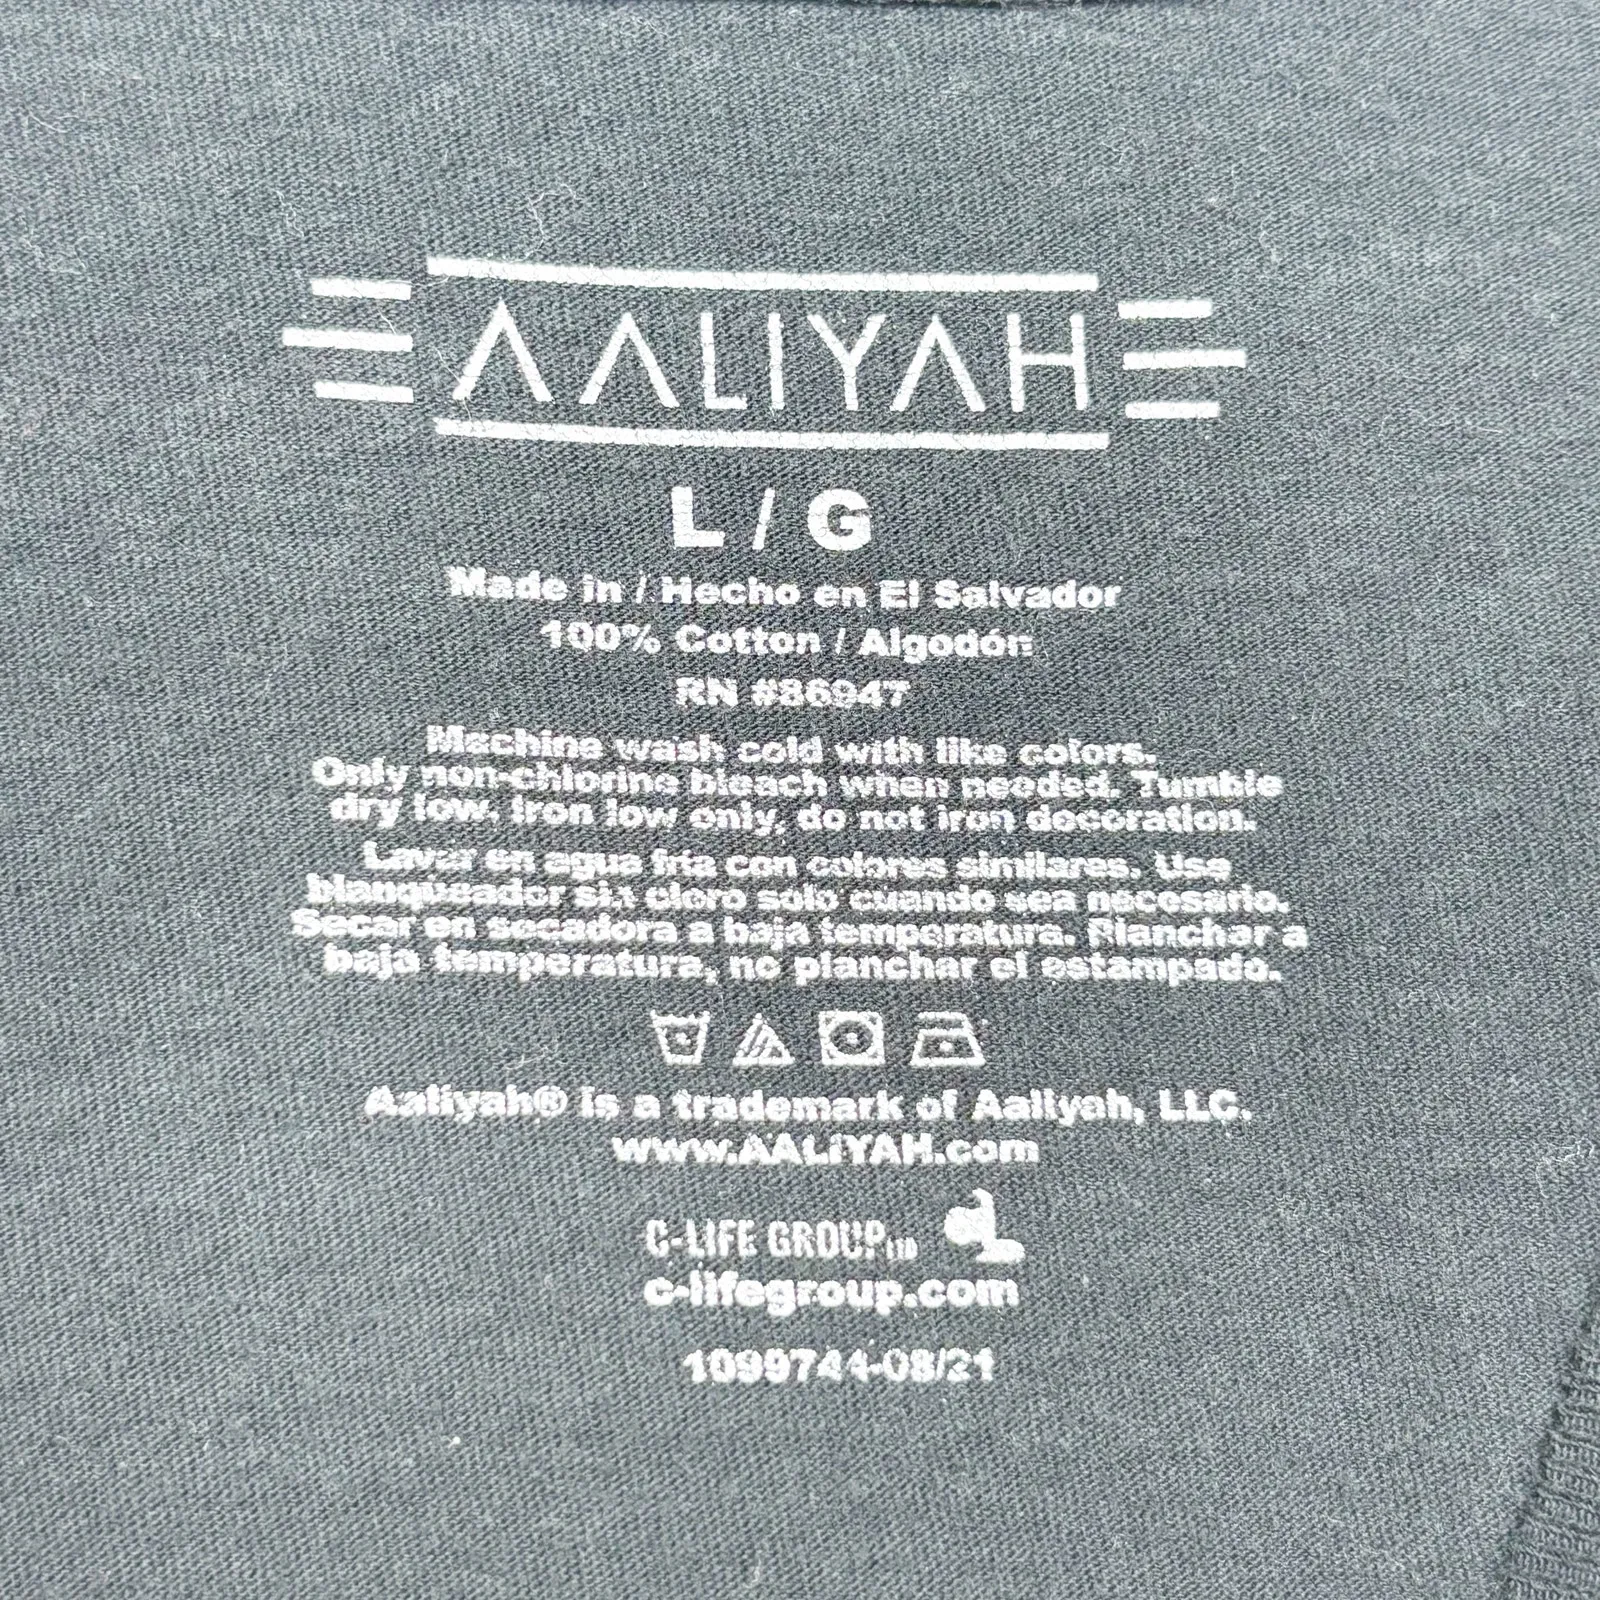 AALIYAH
L / G
Made in / Hecho en El Salvador
100% Cotton / Algodón
RN #86947
Machine wash cold with like colors.
Only non-chlorine bleach when needed. Tumble
dry low. Iron low only, do not iron decoration.
Lavar en agua fría con colores similares. Use
blanqueador sin cloro solo cuando sea necesario.
Secar en secadora a baja temperatura. Planchar a
baja temperatura, no planchar el estampado.
Aaliyah® is a trademark of Aaliyah, LLC.
www.AALIYAH.com
C-LIFE GROUP, LTD
c-lifegroup.com
1099744-08/21